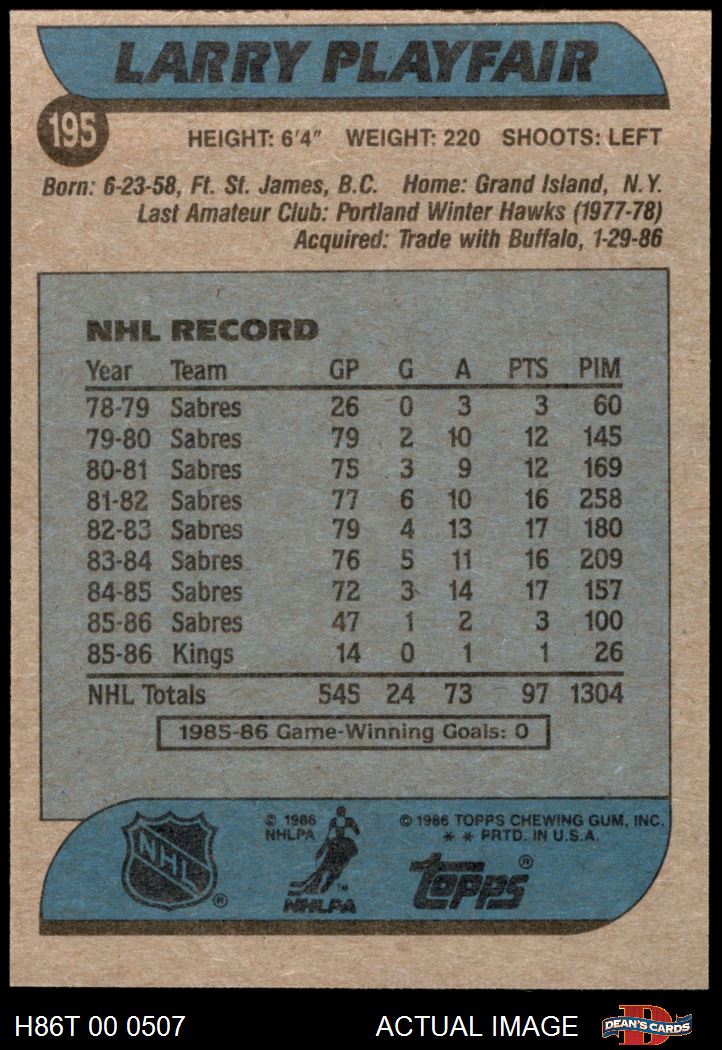 LARRY PLAYFAIR
195
HEIGHT: 6'4" WEIGHT: 220 SHOOTS: LEFT
Born: 6-23-58, Ft. St. James, B.C. Home: Grand Island, N.Y.
Last Amateur Club: Portland Winter Hawks (1977-78)
Acquired: Trade with Buffalo, 1-29-86
NHL RECORD
Year Team GP G A PTS PIM
78-79 Sabres 26 0 3 3 60
79-80 Sabres 79 2 10 12 145
80-81 Sabres 75 3 9 12 169
81-82 Sabres 77 6 10 16 258
82-83 Sabres 79 4 13 17 180
83-84 Sabres 76 5 11 16 209
84-85 Sabres 72 3 14 17 157
85-86 Sabres 47 1 2 3 100
85-86 Kings 14 0 1 1 26
NHL Totals 545 24 73 97 1304
1985-86 Game-Winning Goals: 0
© 1986
NHLPA
© 1986 TOPPS CHEWING GUM, INC.
* * PRTD. IN U.S.A.
NHL ®
NHLPA ™
topps ®
H86T 00 0507 ACTUAL IMAGE D DEAN'S CARDS